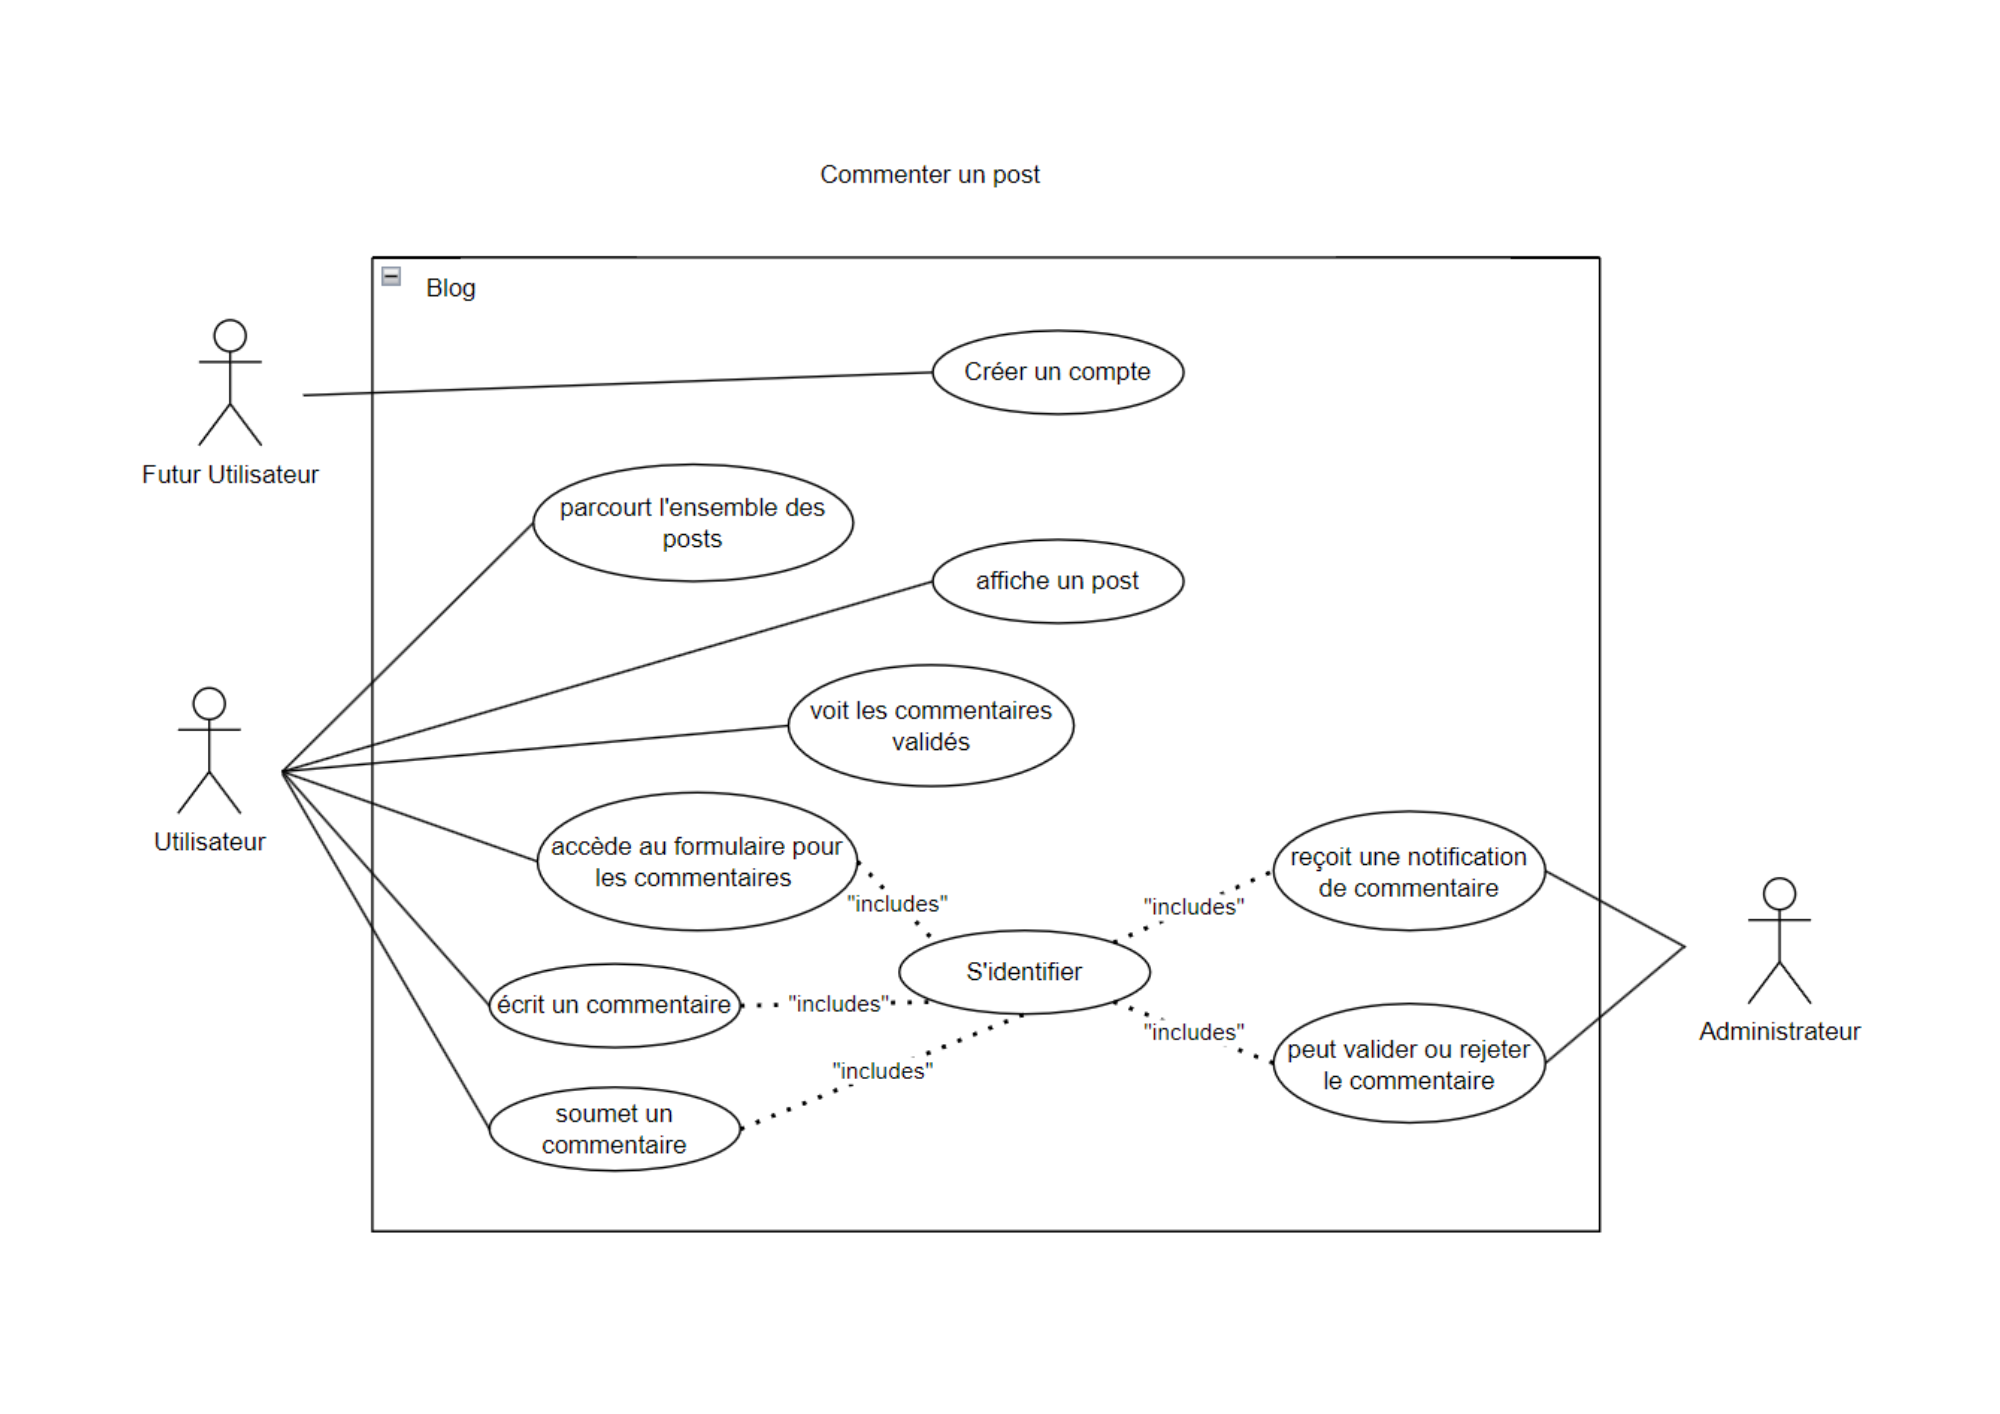 Commenter un post
Blog
Créer un compte
Futur Utilisateur
parcourt l'ensemble des
posts
affiche un post
voit les commentaires
validés
Utilisateur
accède au formulaire pour
les commentaires
"includes"
"includes"
reçoit une notification
de commentaire
S'identifier
écrit un commentaire
"includes"
"includes"
"includes"
peut valider ou rejeter
le commentaire
Administrateur
soumet un
commentaire